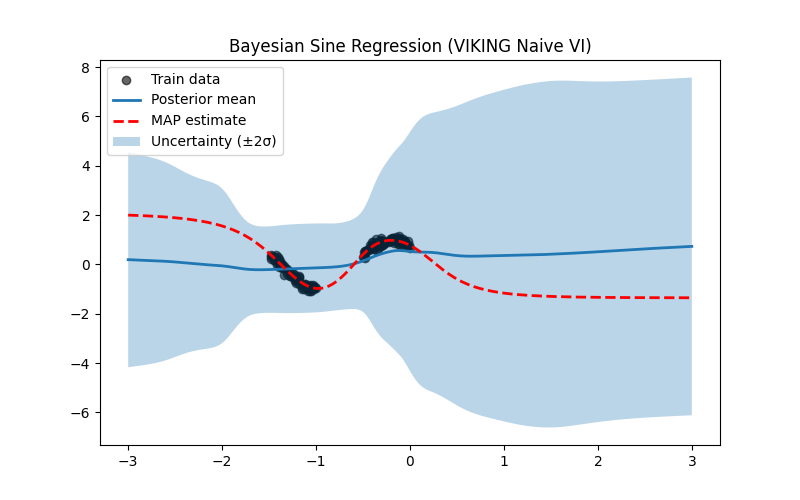 Bayesian Sine Regression (VIKING Naive VI)
8
6
4
2
0
−2
−4
−6
Train data
Posterior mean
MAP estimate
Uncertainty (±2σ)
−3 −2 −1 0 1 2 3